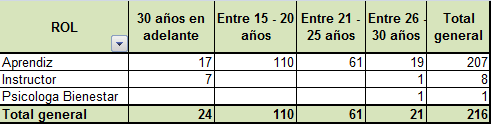 ROL 30 años en adelante Entre 15 - 20 años Entre 21 - 25 años Entre 26 - 30 años Total general
Aprendiz 17 110 61 19 207
Instructor 7 1 8
Psicologa Bienestar 1 1
Total general 24 110 61 21 216